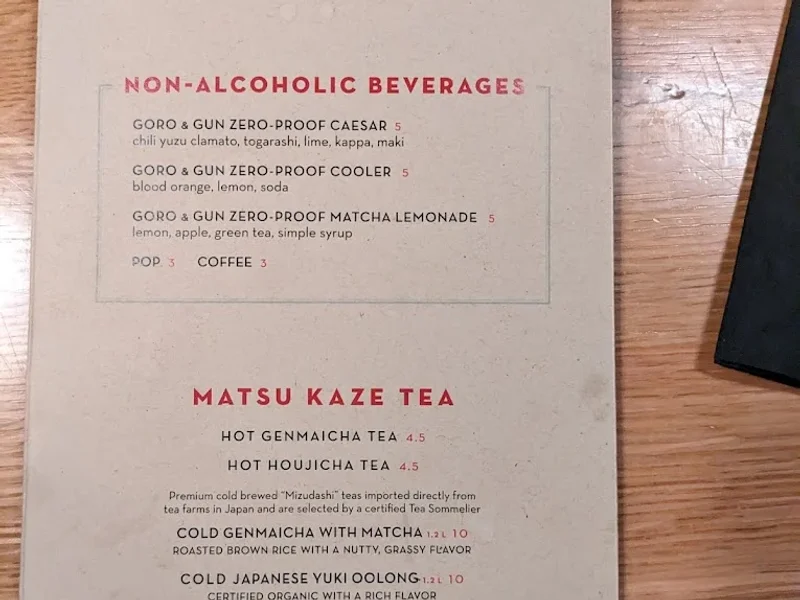 NON-ALCOHOLIC BEVERAGES
GORO & GUN ZERO-PROOF CAESAR 5
chili yuzu clamato, togarashi, lime, kappa, maki
GORO & GUN ZERO-PROOF COOLER 5
blood orange, lemon, soda
GORO & GUN ZERO-PROOF MATCHA LEMONADE 5
lemon, apple, green tea, simple syrup
POP 3 COFFEE 3
MATSU KAZE TEA
HOT GENMAICHA TEA 4.5
HOT HOUJICHA TEA 4.5
Premium cold brewed "Mizudashi" teas imported directly from
tea farms in Japan and are selected by a certified Tea Sommelier
COLD GENMAICHA WITH MATCHA 1.2 L 10
ROASTED BROWN RICE WITH A NUTTY, GRASSY FLAVOR
COLD JAPANESE YUKI OOLONG 1.2 L 10
CERTIFIED ORGANIC WITH A RICH FLAVOR